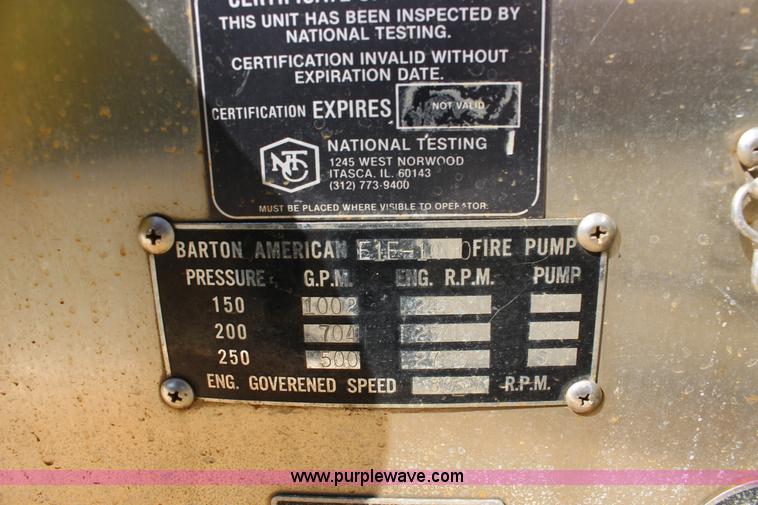 THIS UNIT HAS BEEN INSPECTED BY
NATIONAL TESTING.
CERTIFICATION INVALID WITHOUT
EXPIRATION DATE.
CERTIFICATION EXPIRES NOT VALID
NTC
NATIONAL TESTING
1245 WEST NORWOOD
ITASCA, IL. 60143
(312) 773-9400
MUST BE PLACED WHERE VISIBLE TO OPERATOR.
BARTON AMERICAN FIRE PUMP
PRESSURE G.P.M. ENG. R.P.M. PUMP
150 1002
200 704
250 500
ENG. GOVERENED SPEED R.P.M.
www.purplewave.com